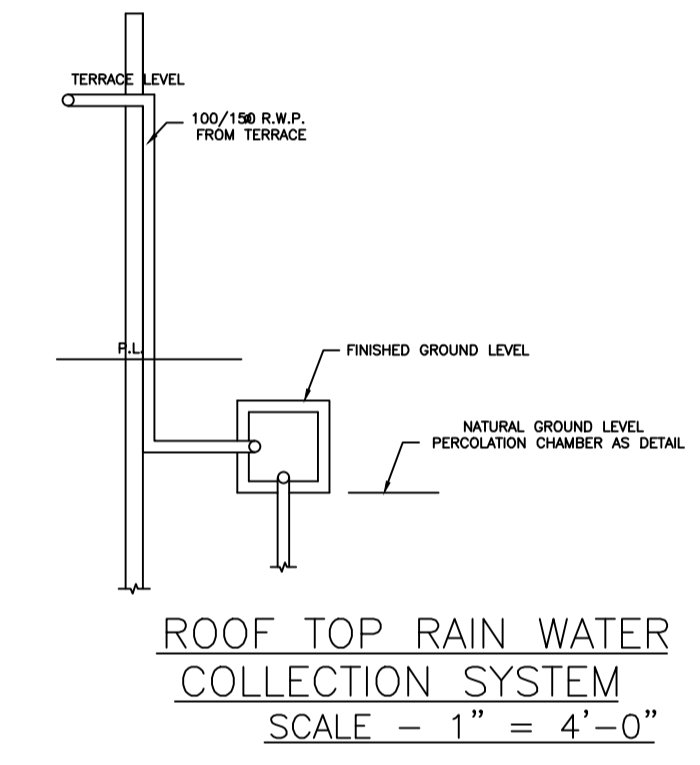 TERRACE LEVEL
100/150 R.W.P.
FROM TERRACE
P.L.
FINISHED GROUND LEVEL
NATURAL GROUND LEVEL
PERCOLATION CHAMBER AS DETAIL
ROOF TOP RAIN WATER
COLLECTION SYSTEM
SCALE - 1" = 4'-0"